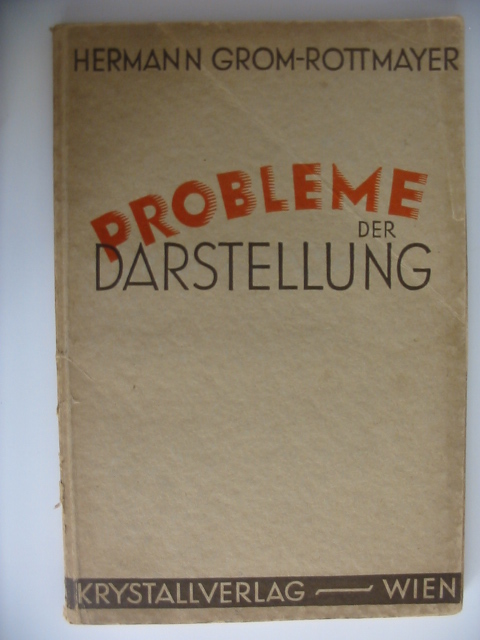 HERMANN GROM-ROTTMAYER
PROBLEME
DER
DARSTELLUNG
KRYSTALLVERLAG — WIEN